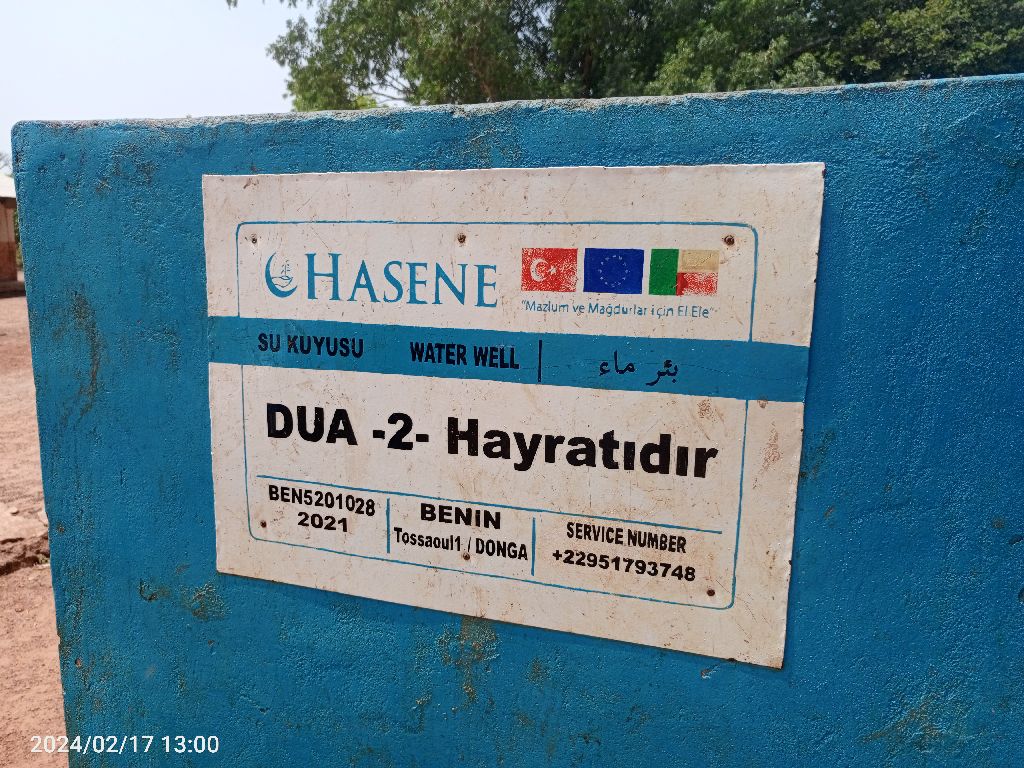 HASENE
"Mazlum ve Mağdurlar için El Ele"
SU KUYUSU WATER WELL بئر ماء
DUA -2- Hayratıdır
BEN5201028
2021
BENIN
Tossaoul1 / DONGA
SERVICE NUMBER
+22951793748
2024/02/17 13:00